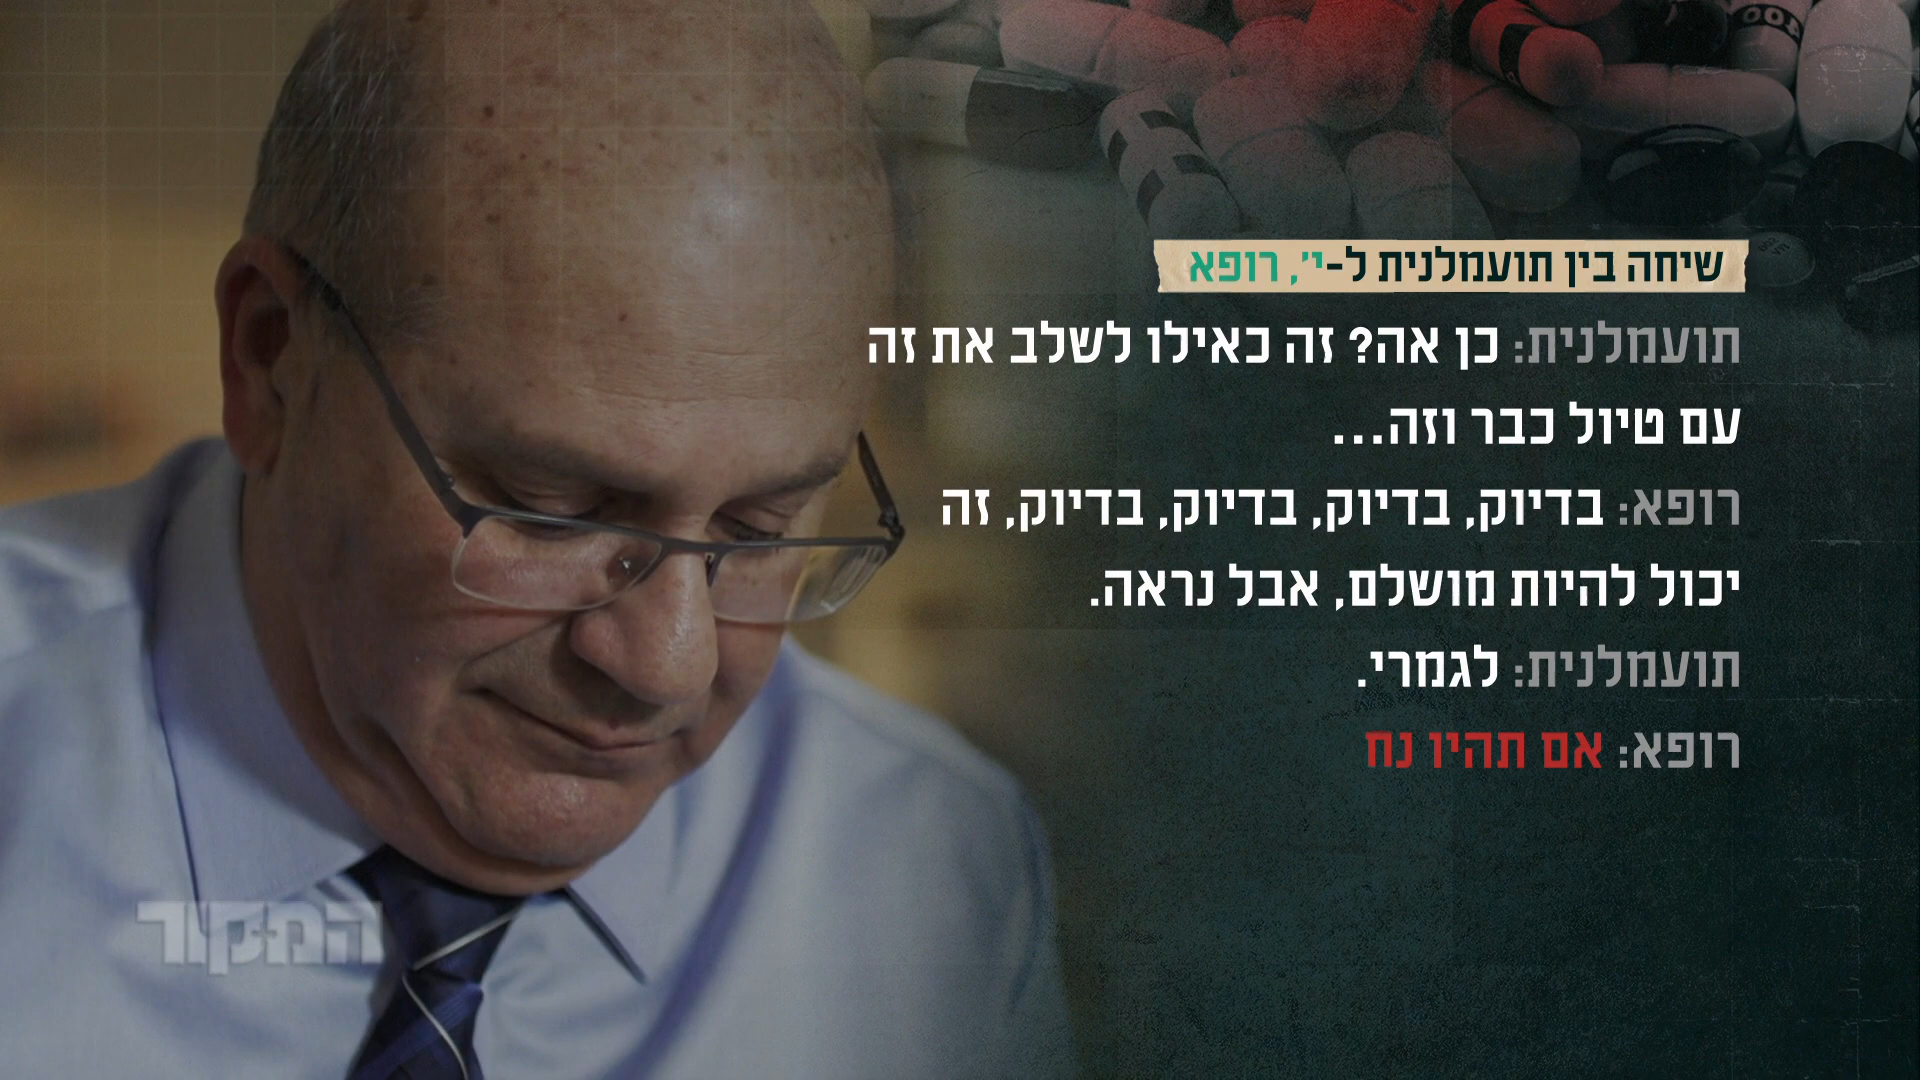 שיחה בין תועמלנית ל-י', רופא
תועמלנית: כן אה? זה כאילו לשלב את זה
עם טיול כבר וזה...
רופא: בדיוק, בדיוק, בדיוק, בדיוק, זה
יכול להיות מושלם, אבל נראה.
תועמלנית: לגמרי.
רופא: אם תהיו נח
המקור